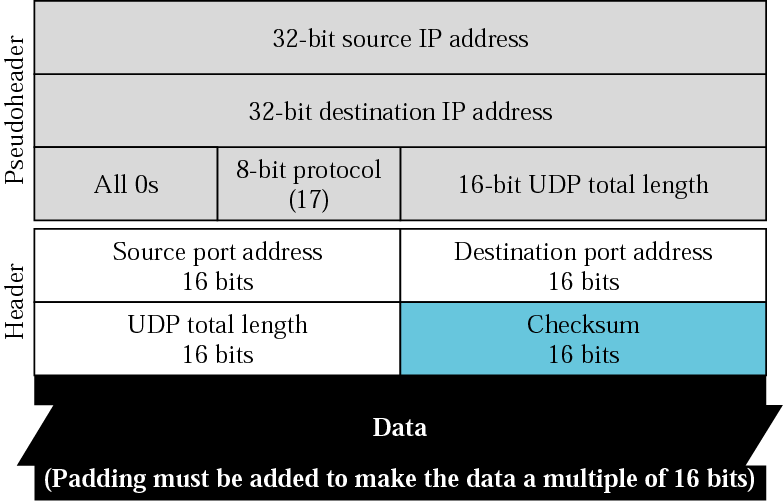 Pseudoheader
32-bit source IP address
32-bit destination IP address
All 0s
8-bit protocol
(17)
16-bit UDP total length
Header
Source port address
16 bits
Destination port address
16 bits
UDP total length
16 bits
Checksum
16 bits
Data
(Padding must be added to make the data a multiple of 16 bits)